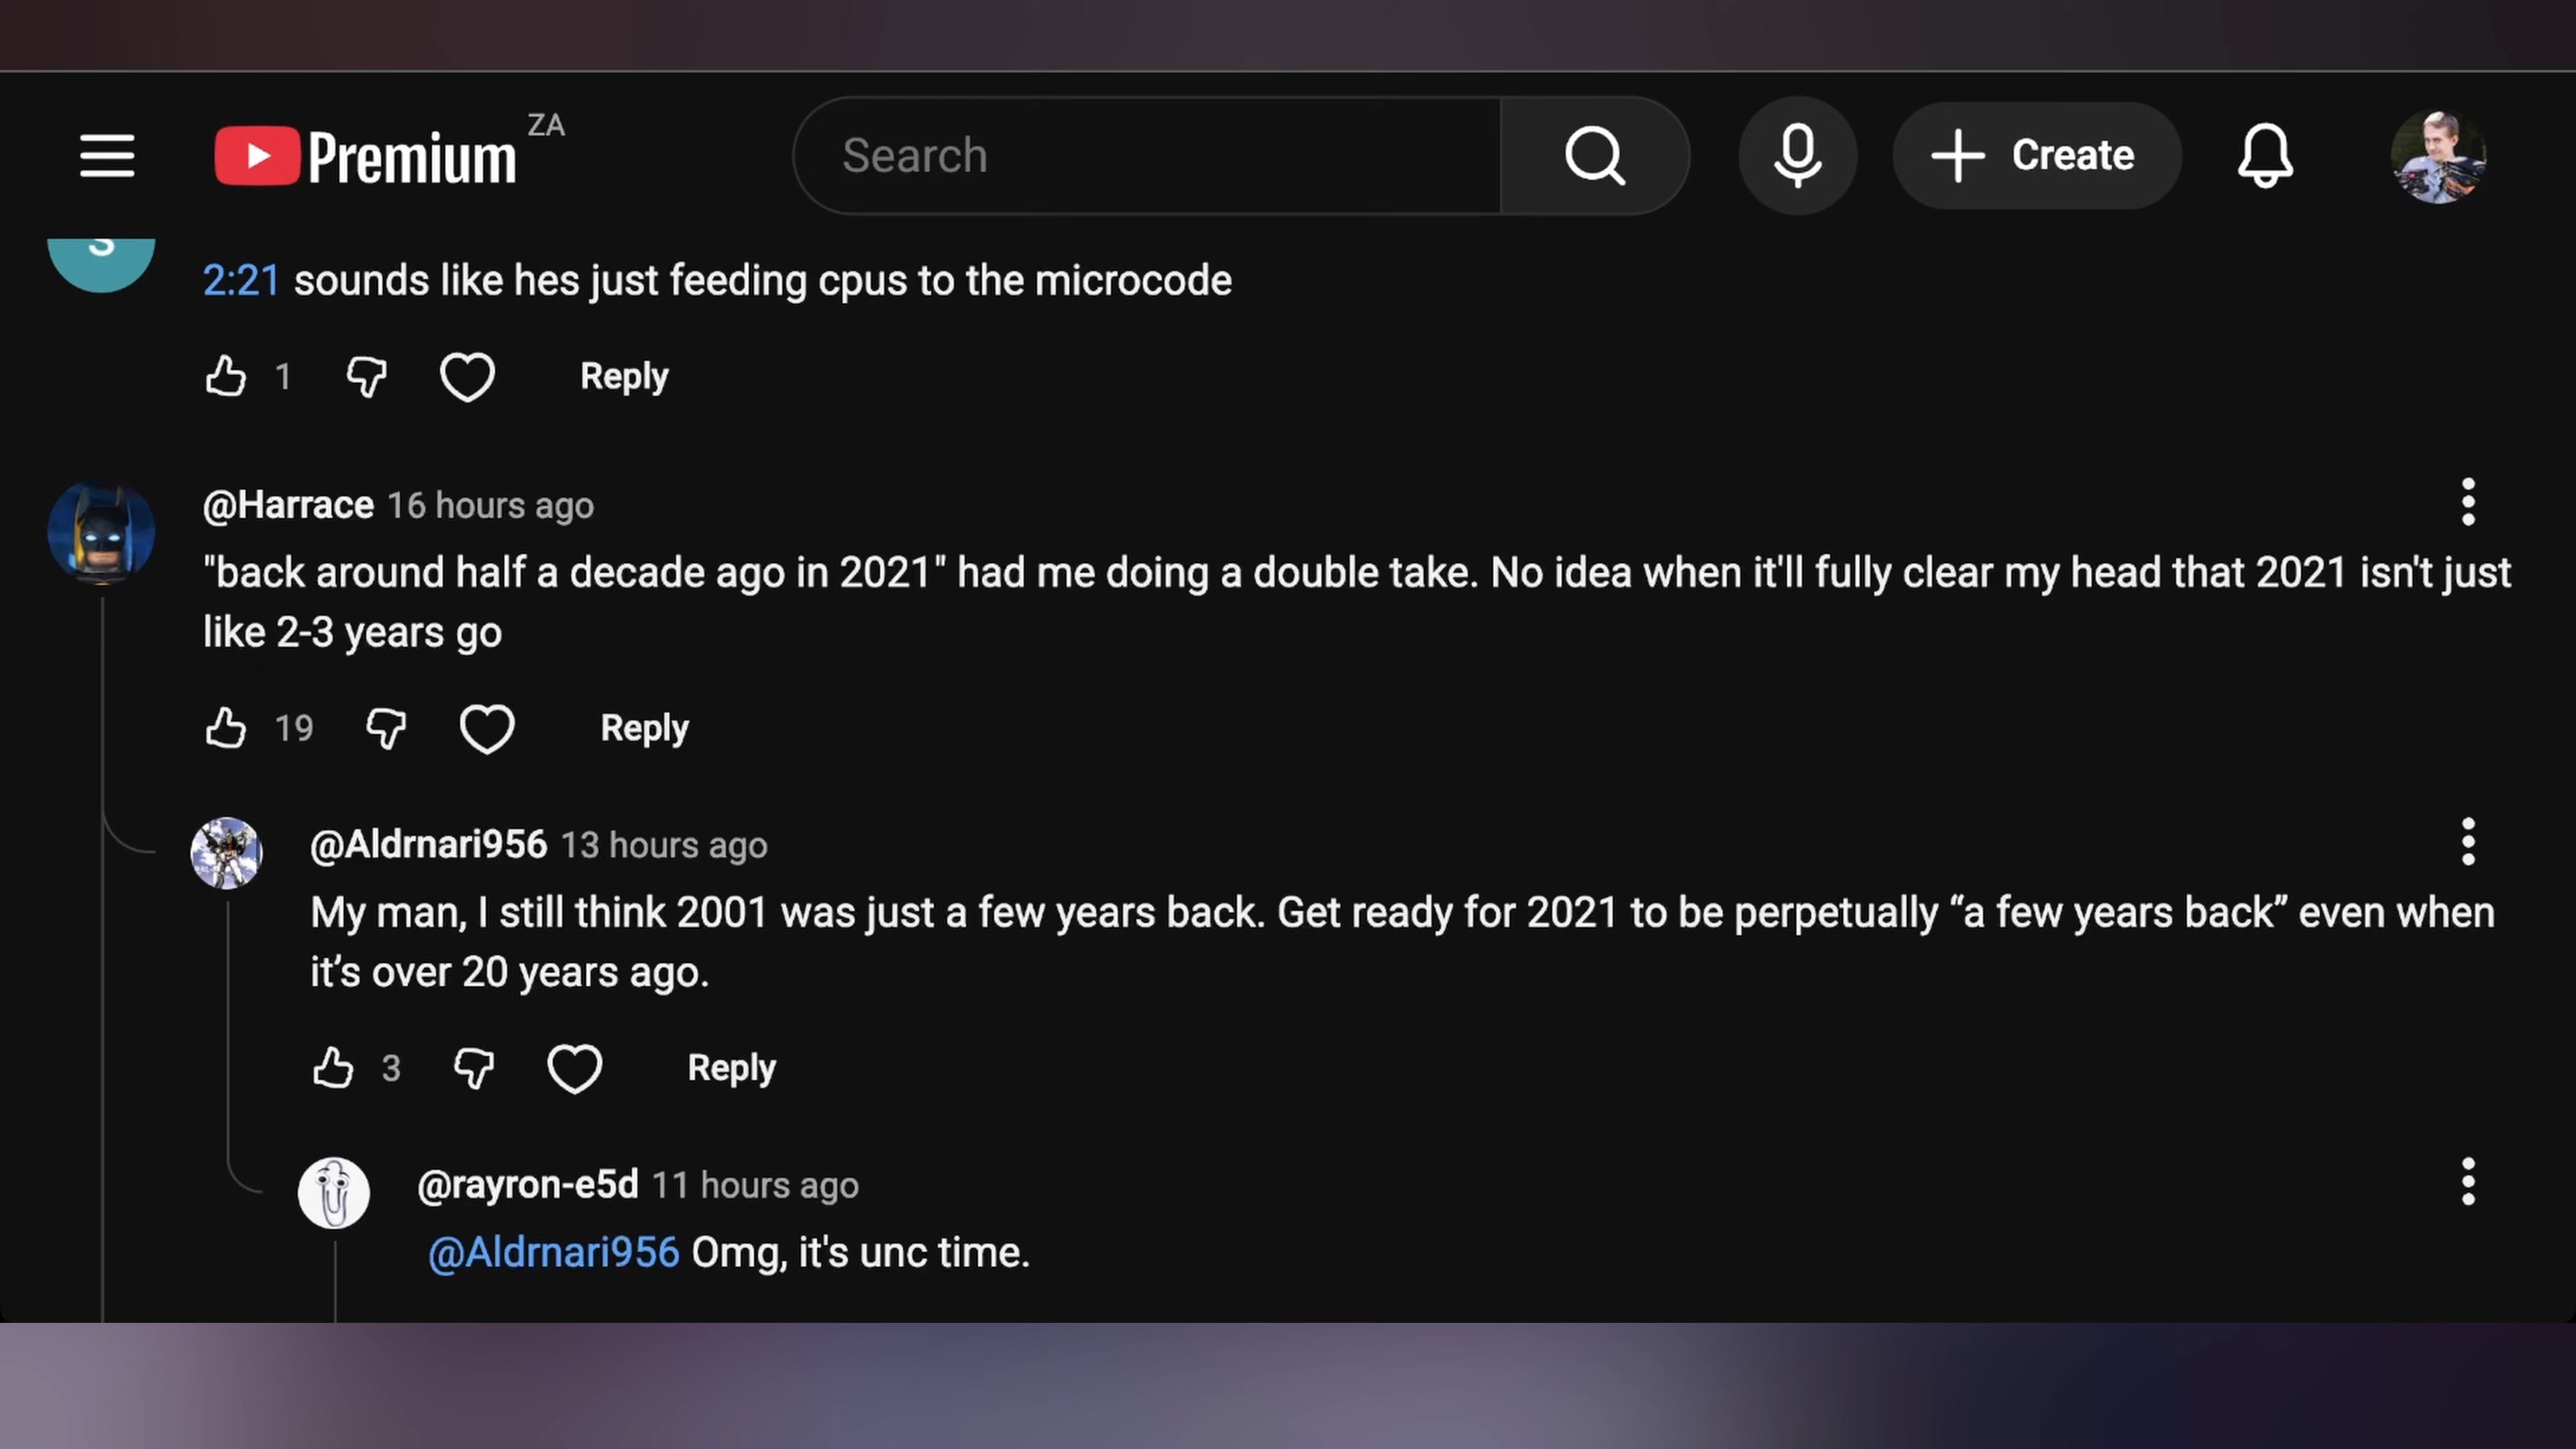 Premium ZA
Search
Create
S
2:21 sounds like hes just feeding cpus to the microcode
1 Reply
@Harrace 16 hours ago
"back around half a decade ago in 2021" had me doing a double take. No idea when it'll fully clear my head that 2021 isn't just
like 2-3 years go
19 Reply
@Aldrnari956 13 hours ago
My man, I still think 2001 was just a few years back. Get ready for 2021 to be perpetually “a few years back” even when
it’s over 20 years ago.
3 Reply
@rayron-e5d 11 hours ago
@Aldrnari956 Omg, it's unc time.